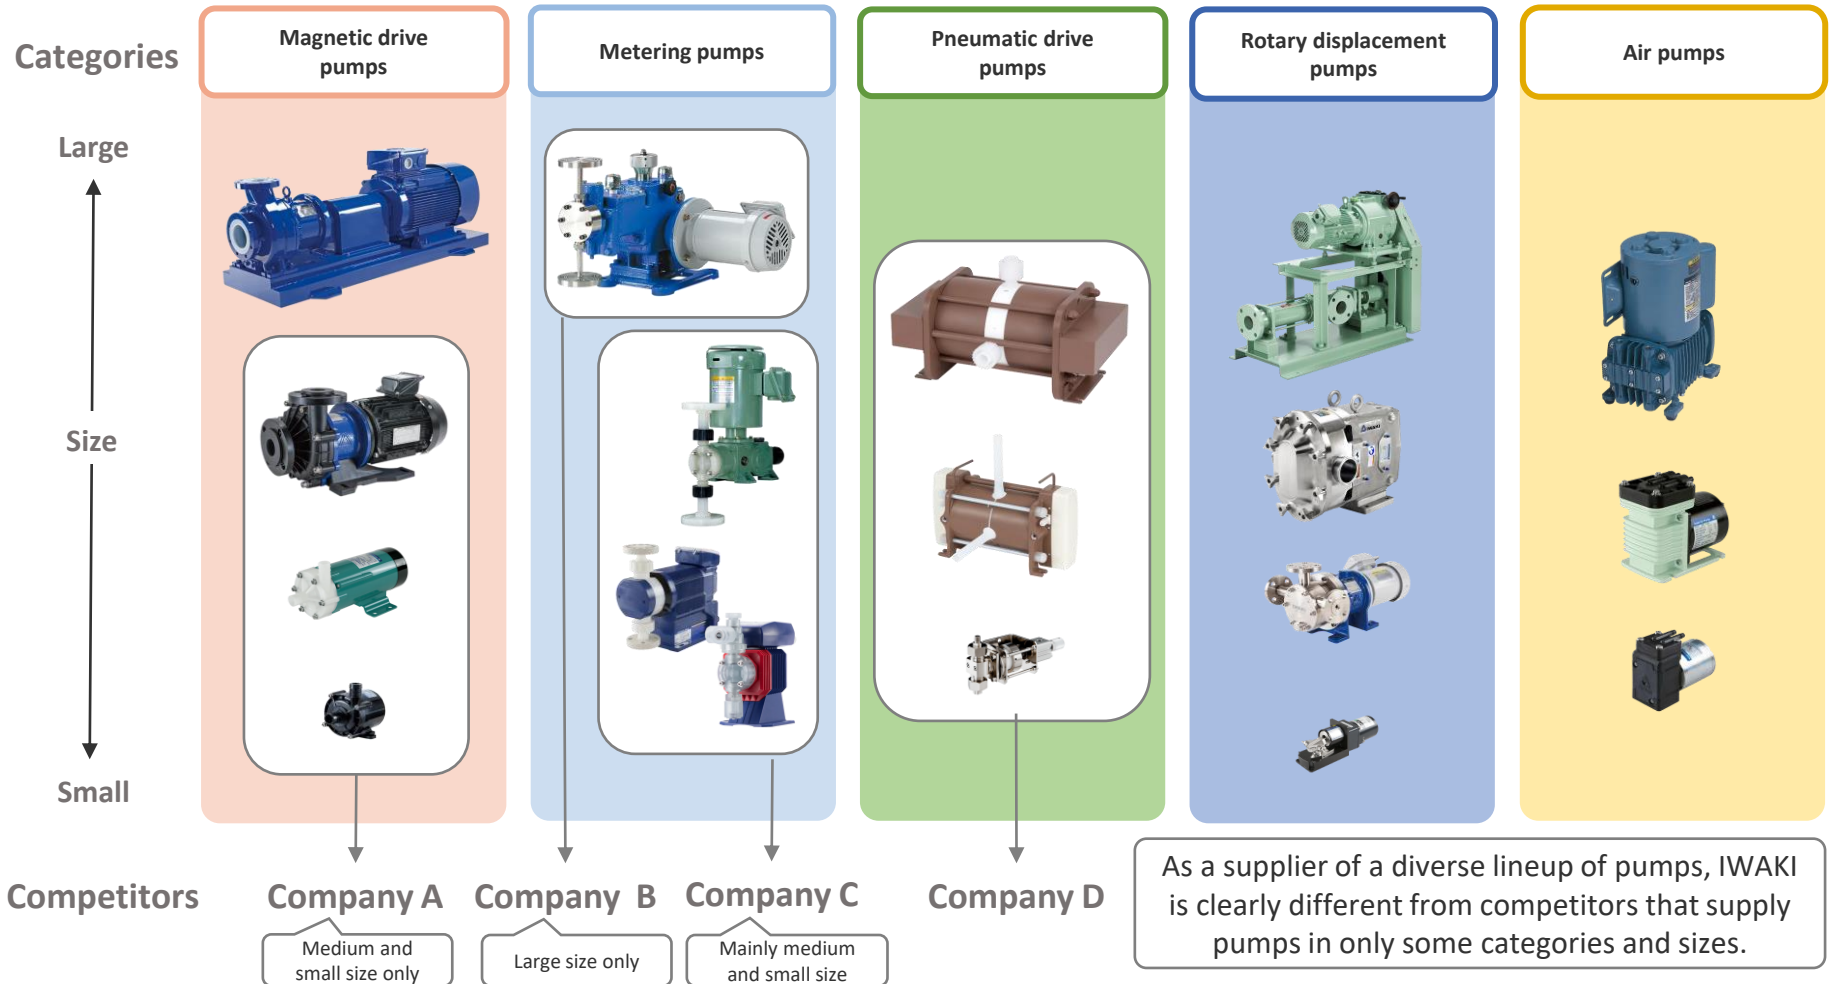 Categories
Magnetic drive
pumps
Metering pumps
Pneumatic drive
pumps
Rotary displacement
pumps
Air pumps
Large
Size
Small
IWAKI
Competitors
Company A
Company B
Company C
Company D
Medium and
small size only
Large size only
Mainly medium
and small size
As a supplier of a diverse lineup of pumps, IWAKI
is clearly different from competitors that supply
pumps in only some categories and sizes.